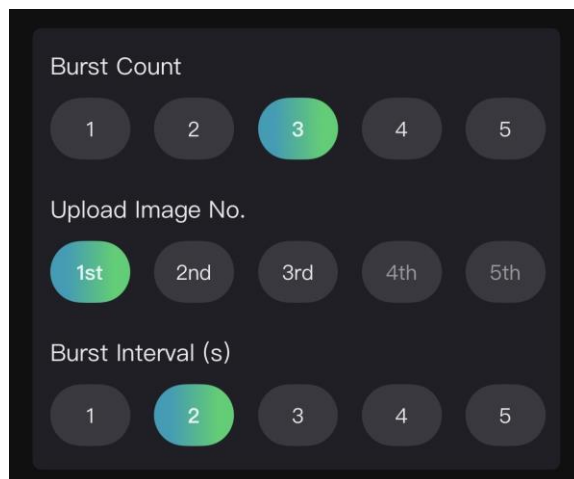 Burst Count
1 2 3 4 5
Upload Image No.
1st 2nd 3rd 4th 5th
Burst Interval (s)
1 2 3 4 5